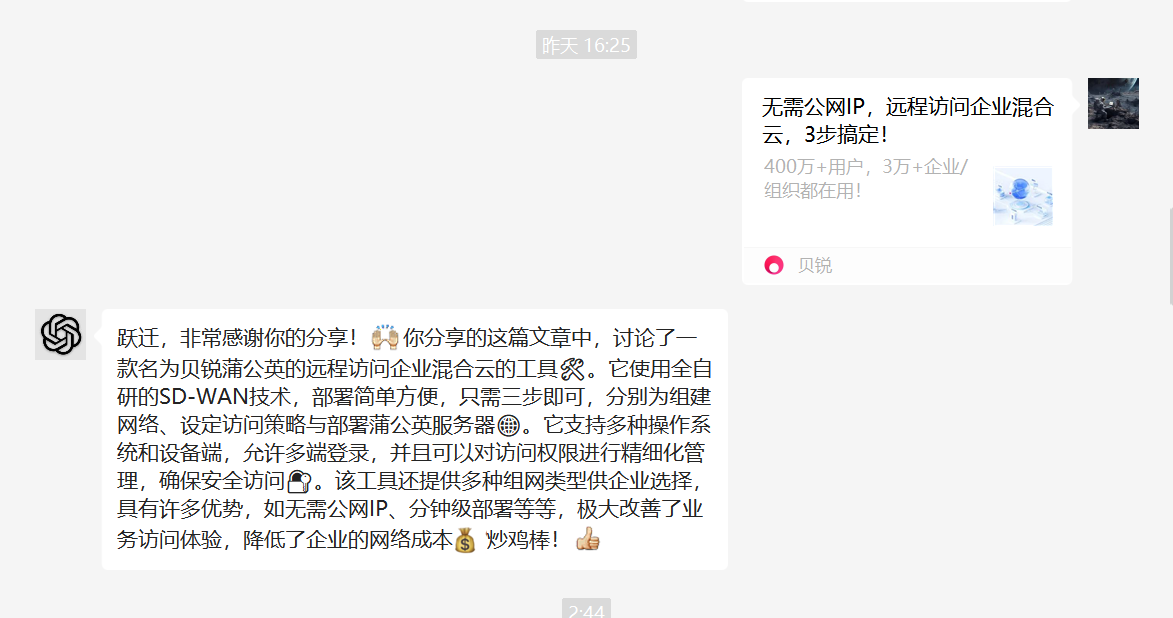 昨天 16:25
无需公网IP，远程访问企业混合
云，3步搞定！
400万+用户，3万+企业/
组织都在用！
贝锐
跃迁，非常感谢你的分享！🙌🏼你分享的这篇文章中，讨论了一
款名为贝锐蒲公英的远程访问企业混合云的工具🛠。它使用全自
研的SD-WAN技术，部署简单方便，只需三步即可，分别为组建
网络、设定访问策略与部署蒲公英服务器🌐。它支持多种操作系
统和设备端，允许多端登录，并且可以对访问权限进行精细化管
理，确保安全访问🔐。该工具还提供多种组网类型供企业选择，
具有许多优势，如无需公网IP、分钟级部署等等，极大改善了业
务访问体验，降低了企业的网络成本💰 炒鸡棒！👍🏼
2:44